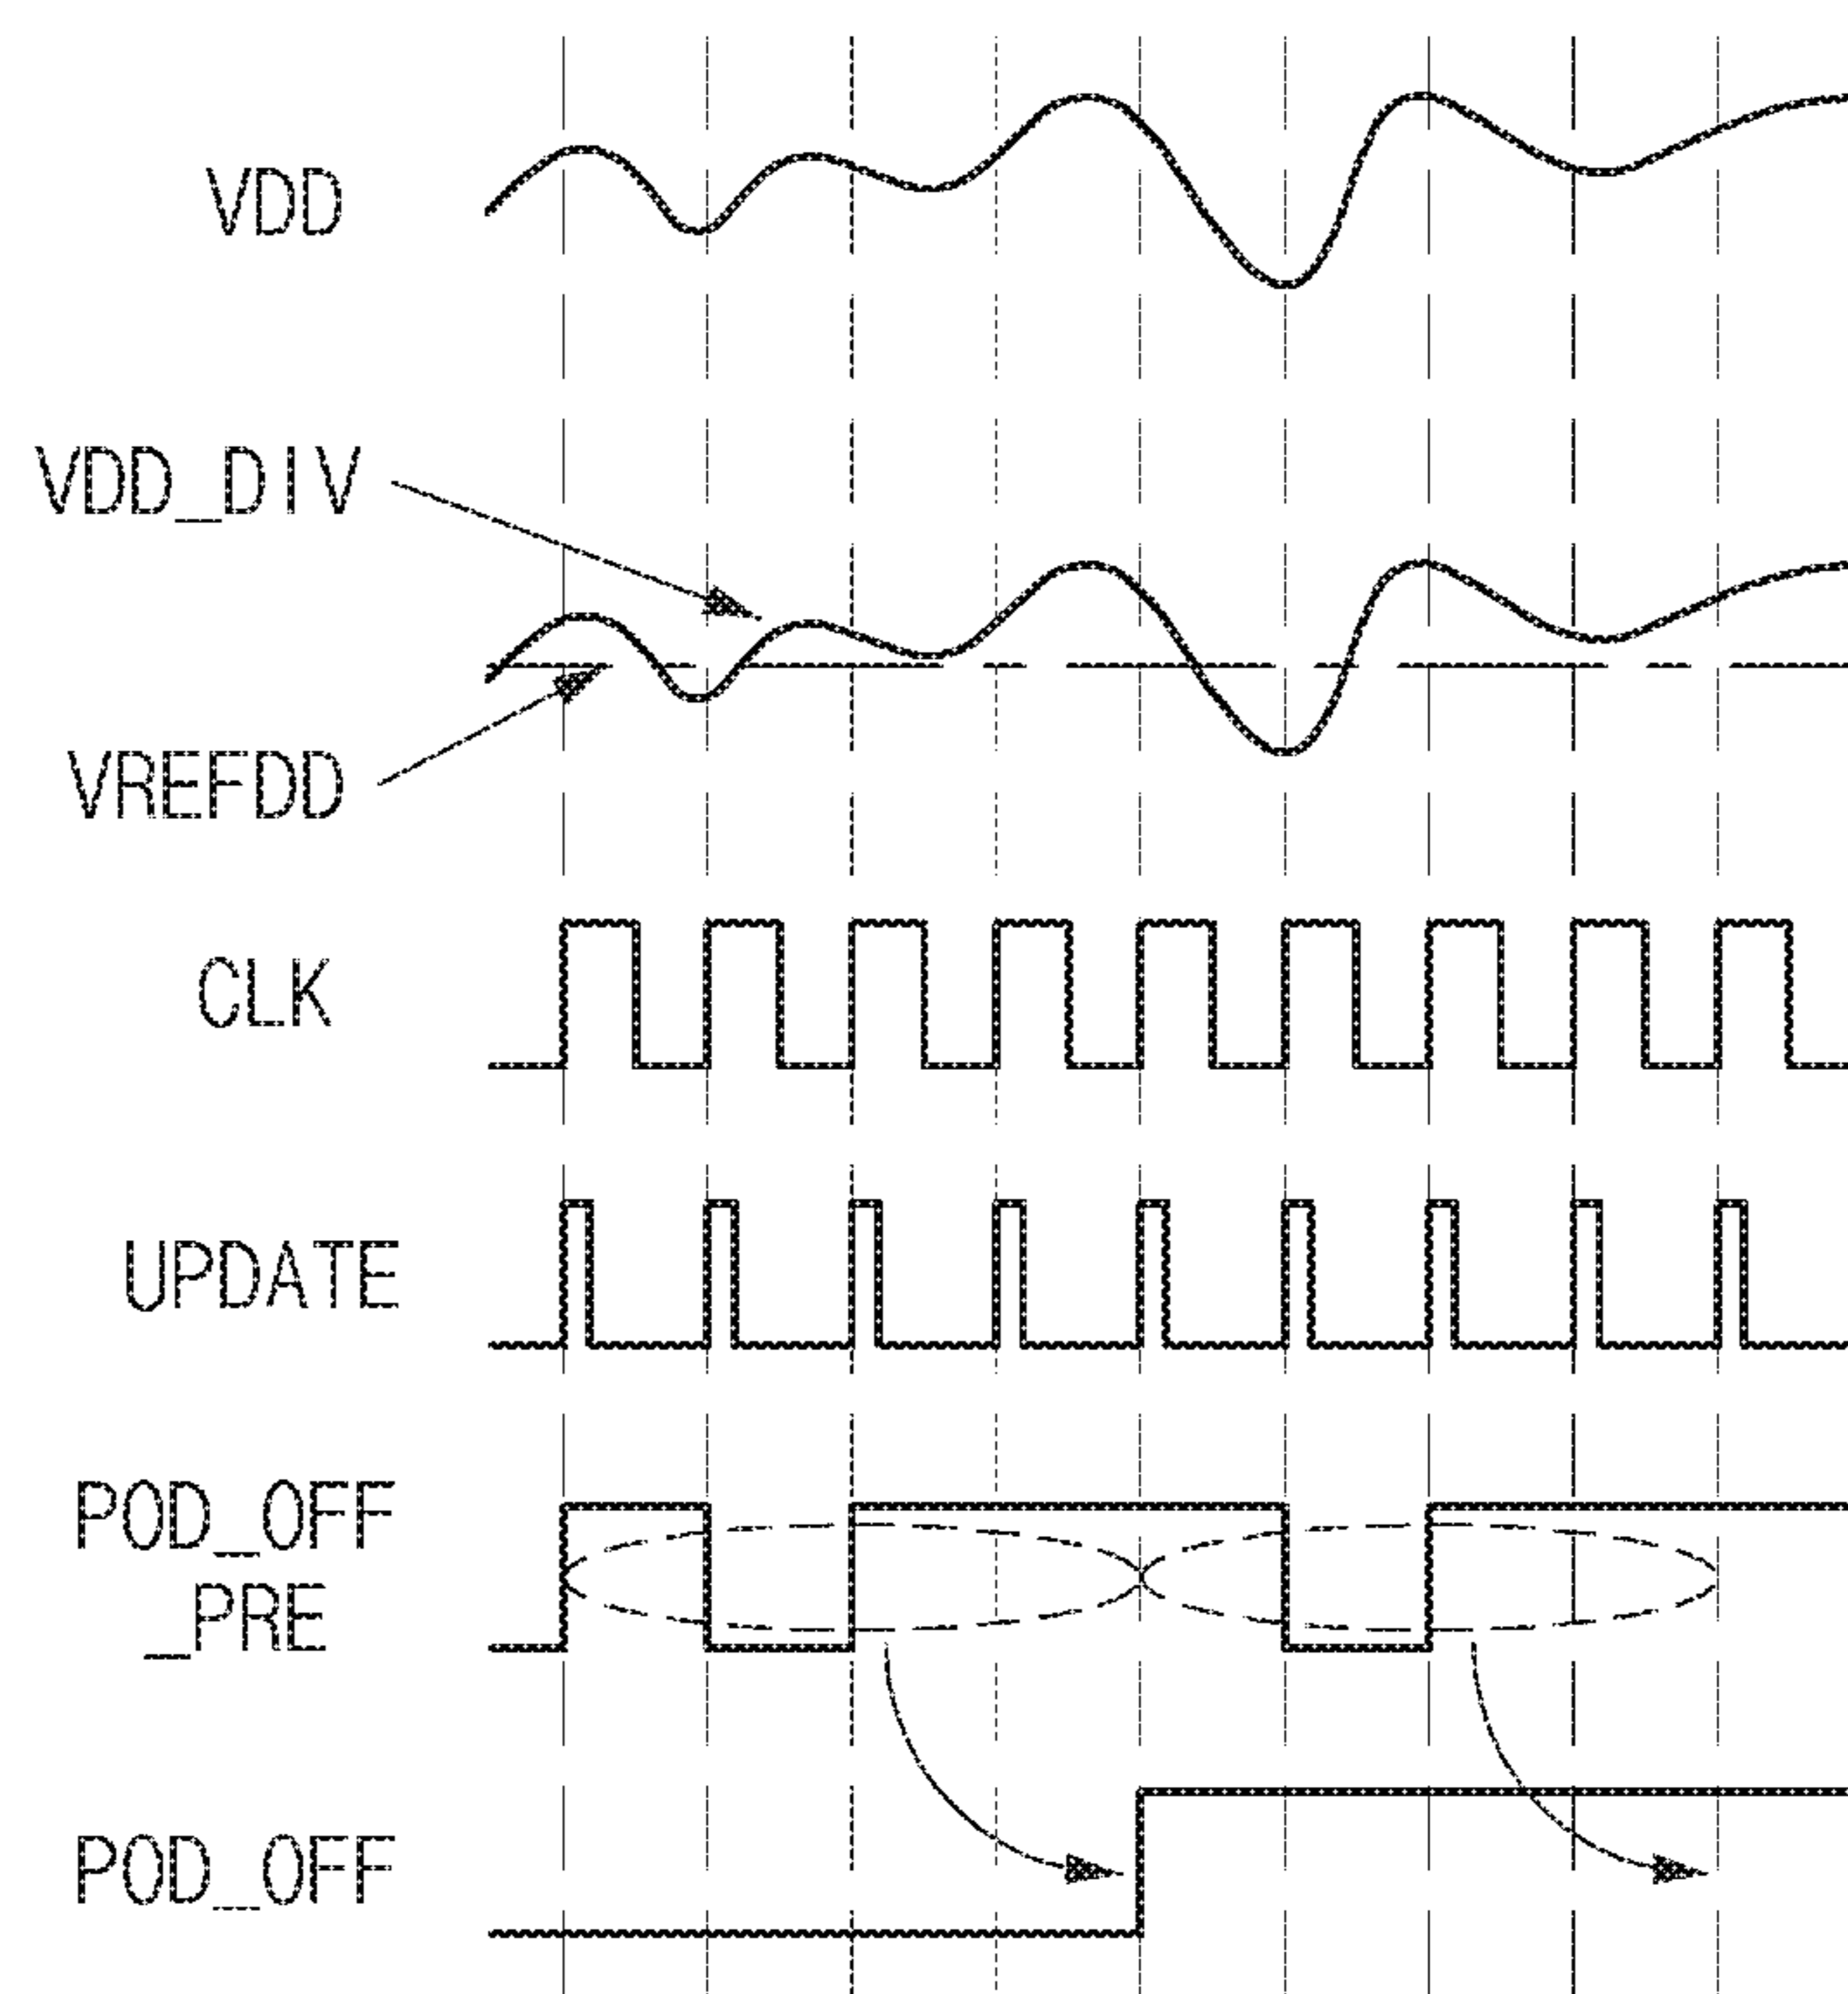 VDD
VDD_DIV
VREFDD
CLK
UPDATE
POD_OFF
_PRE
POD_OFF